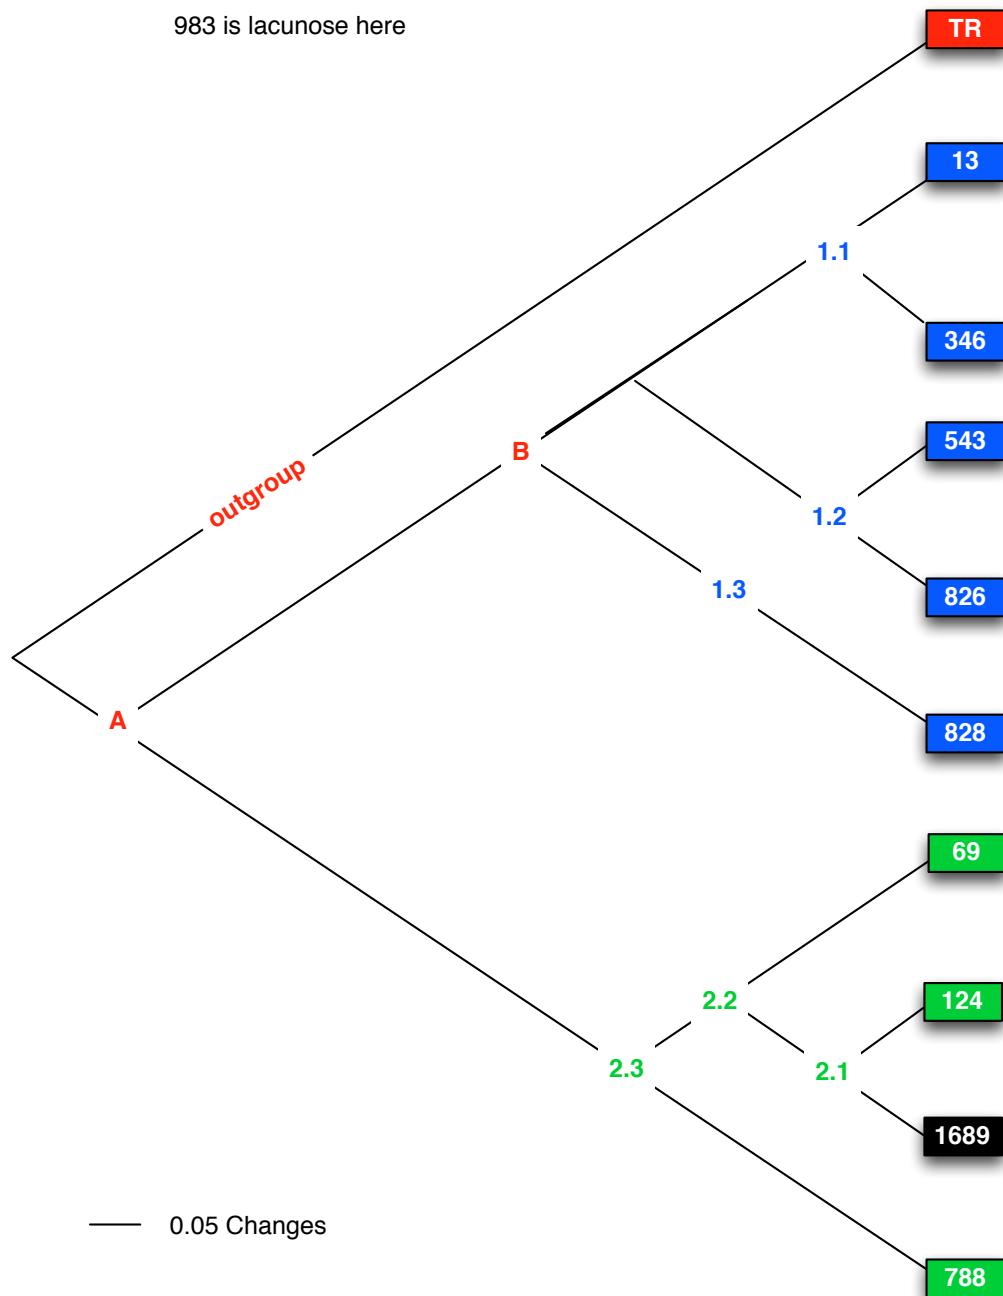 983 is lacunose here
TR
13
1.1
346
543
B
outgroup
1.2
1.3
826
A
828
69
2.2
124
2.3
2.1
1689
0.05 Changes
788